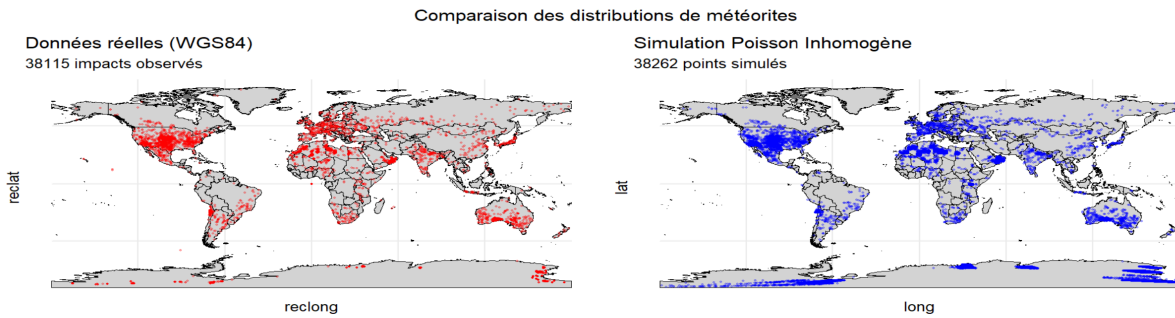 Comparaison des distributions de météorites
Données réelles (WGS84)
38115 impacts observés
reclat
reclong
Simulation Poisson Inhomogène
38262 points simulés
lat
long